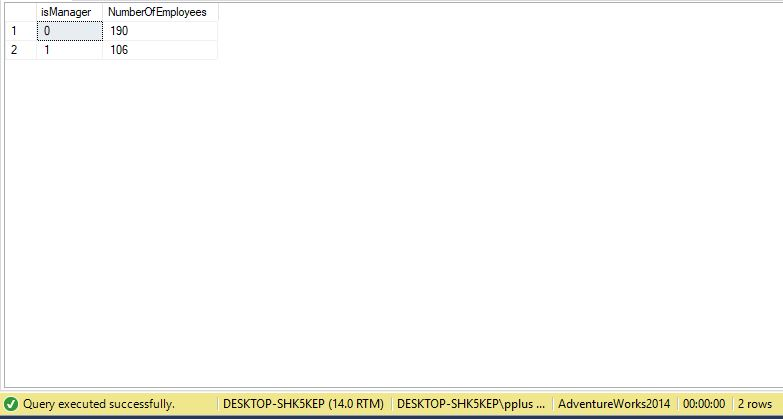 isManager NumberOfEmployees
1 0 190
2 1 106
Query executed successfully. DESKTOP-SHK5KEP (14.0 RTM) DESKTOP-SHK5KEP\pplus ... AdventureWorks2014 00:00:00 2 rows